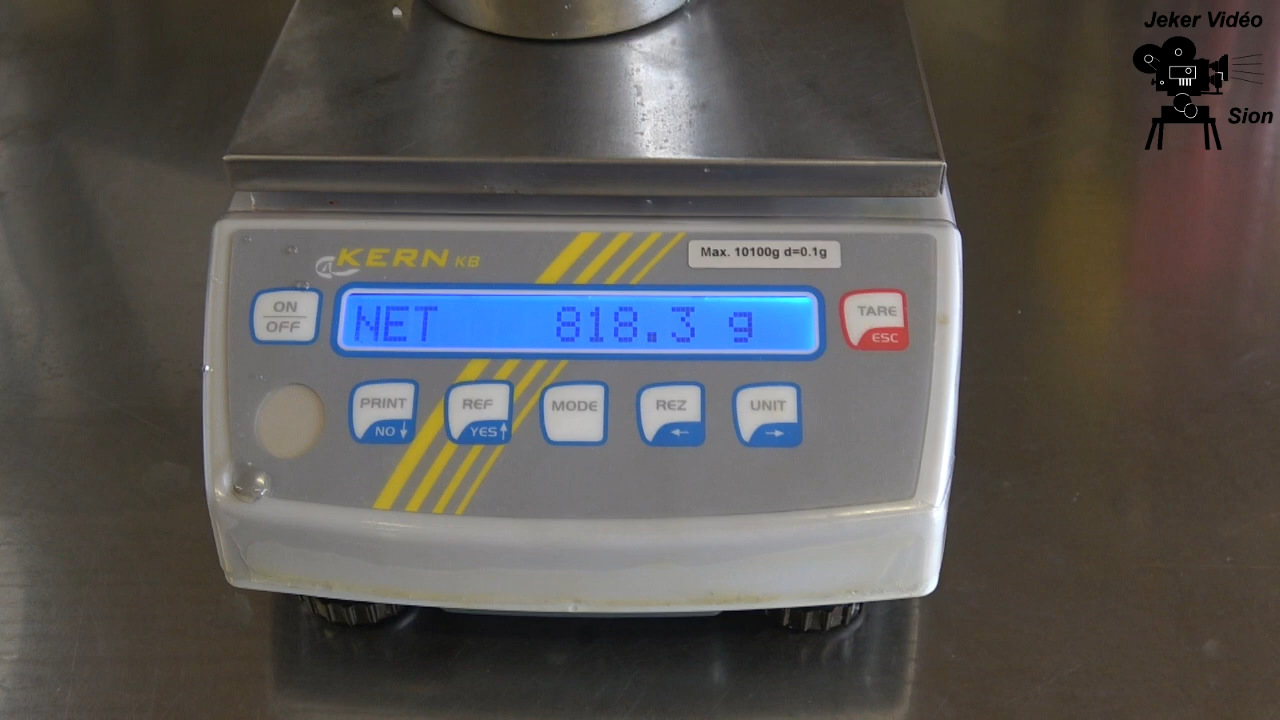 Jeker Vidéo
Sion
KERN KB
Max. 10100g d=0.1g
ON
OFF
NET 818.3 g
TARE
ESC
PRINT
NO ↓
REF
YES ↑
MODE
REZ
←
UNIT
→